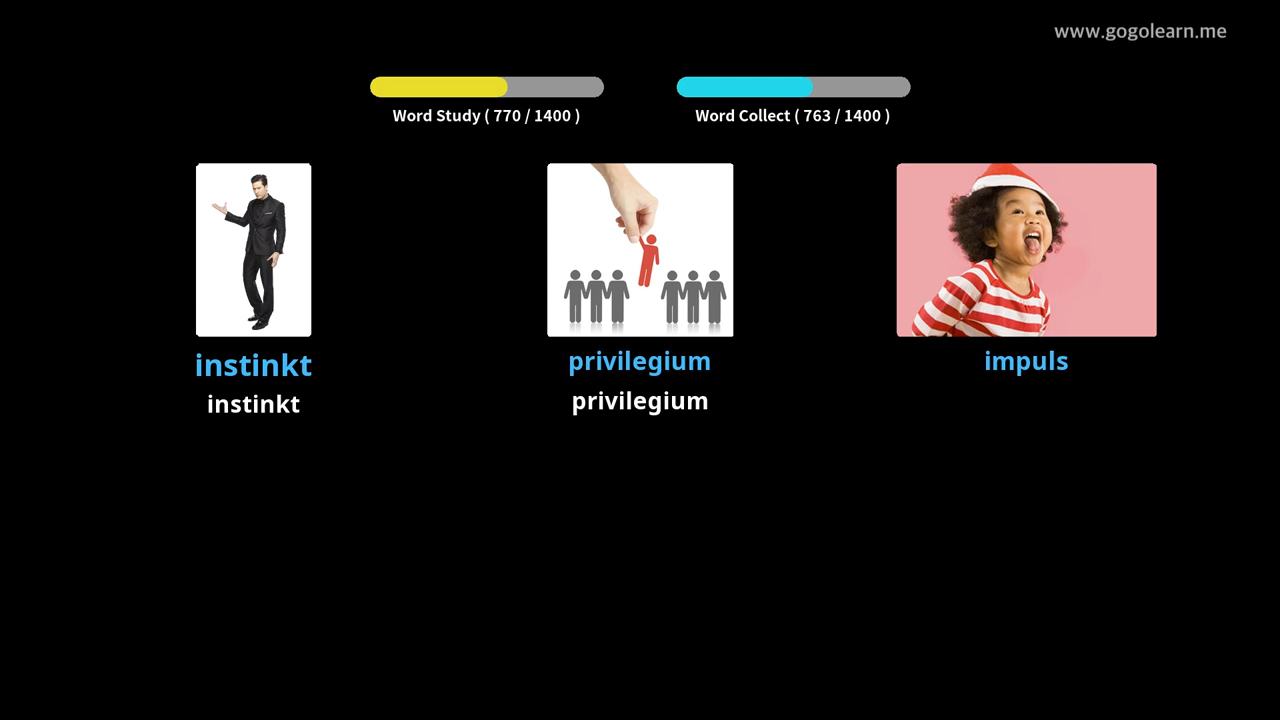 www.gogolearn.me
Word Study ( 770 / 1400 )
Word Collect ( 763 / 1400 )
instinkt
instinkt
privilegium
privilegium
impuls